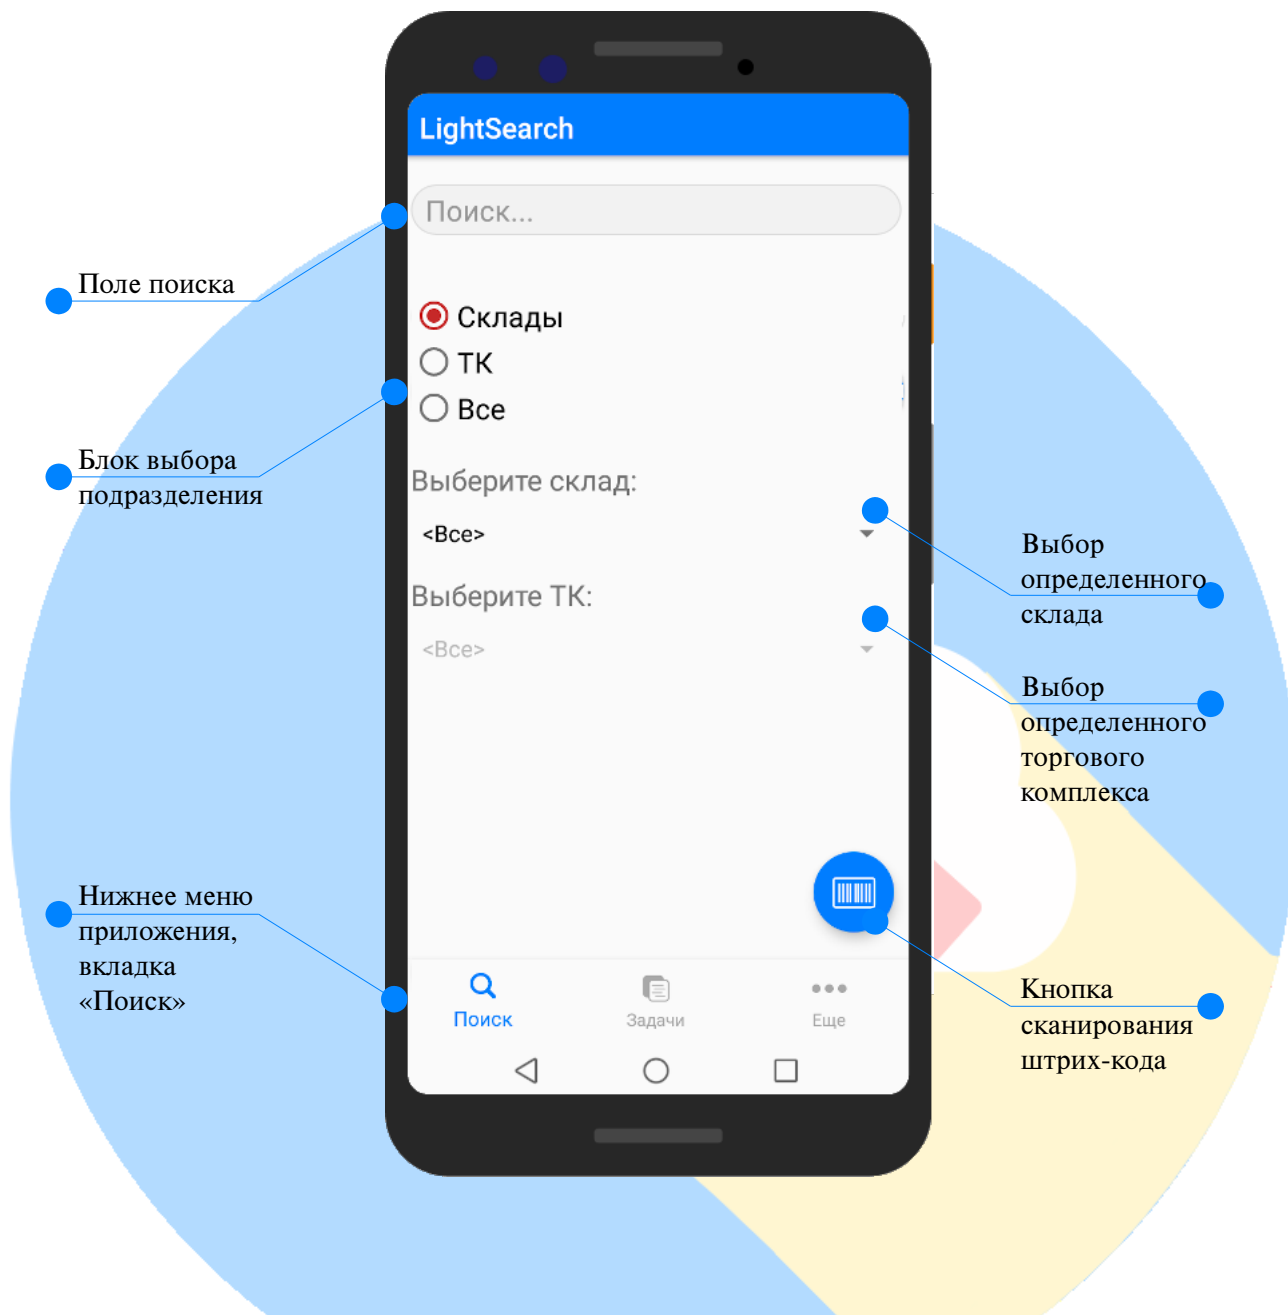 LightSearch
Поиск...
Поле поиска
Склады
ТК
Все
Блок выбора
подразделения
Выберите склад:
<Все>
Выбор
определенного
склада
Выберите ТК:
<Все>
Выбор
определенного
торгового
комплекса
Нижнее меню
приложения,
вкладка
«Поиск»
Поиск
Задачи
Еще
Кнопка
сканирования
штрих-кода